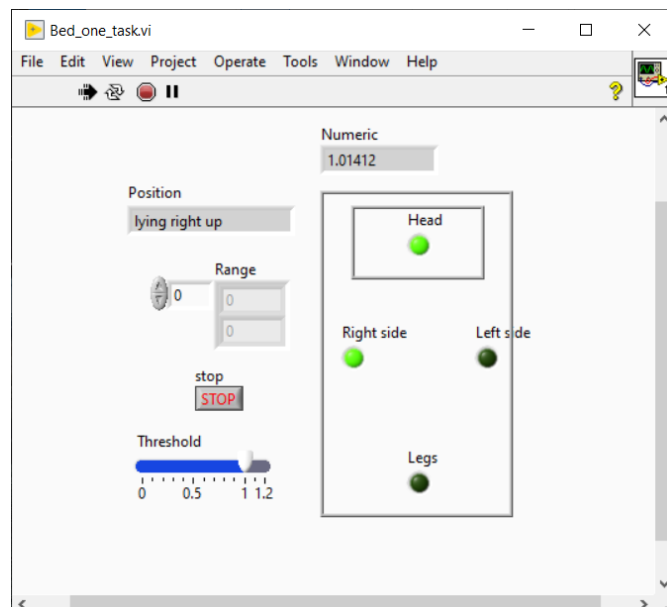 Bed_one_task.vi
File Edit View Project Operate Tools Window Help
Numeric
1.01412
Position
lying right up
Head
Range
0
0
0
Right side
Left side
stop
STOP
Threshold
0 0.5 1 1.2
Legs